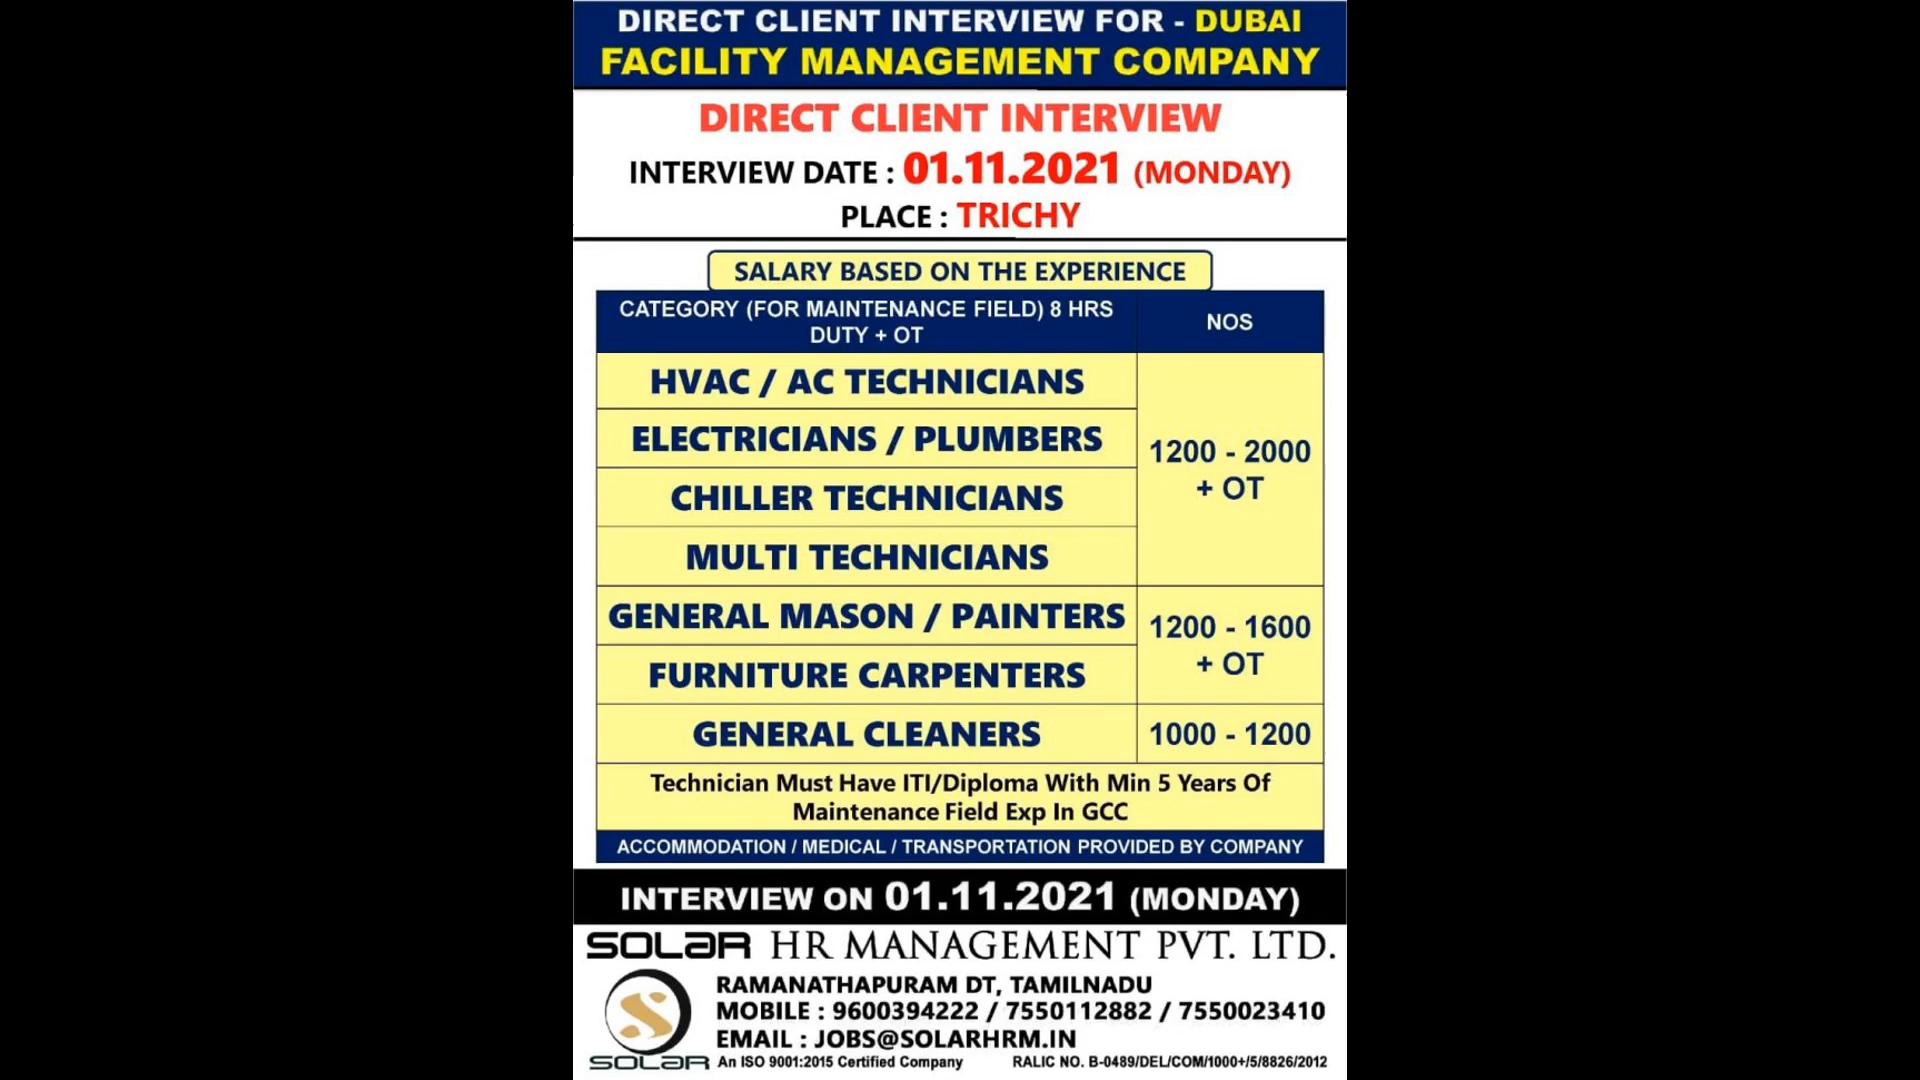 DIRECT CLIENT INTERVIEW FOR - DUBAI
FACILITY MANAGEMENT COMPANY
DIRECT CLIENT INTERVIEW
INTERVIEW DATE : 01.11.2021 (MONDAY)
PLACE : TRICHY
SALARY BASED ON THE EXPERIENCE
CATEGORY (FOR MAINTENANCE FIELD) 8 HRS
DUTY + OT
NOS
HVAC / AC TECHNICIANS
ELECTRICIANS / PLUMBERS
CHILLER TECHNICIANS
MULTI TECHNICIANS
1200 - 2000
+ OT
GENERAL MASON / PAINTERS
FURNITURE CARPENTERS
1200 - 1600
+ OT
GENERAL CLEANERS
1000 - 1200
Technician Must Have ITI/Diploma With Min 5 Years Of
Maintenance Field Exp In GCC
ACCOMMODATION / MEDICAL / TRANSPORTATION PROVIDED BY COMPANY
INTERVIEW ON 01.11.2021 (MONDAY)
SOLAR HR MANAGEMENT PVT. LTD.
RAMANATHAPURAM DT, TAMILNADU
MOBILE : 9600394222 / 7550112882 / 7550023410
EMAIL : JOBS@SOLARHRM.IN
SOLAR
An ISO 9001:2015 Certified Company
RALIC NO. B-0489/DEL/COM/1000+/5/8826/2012